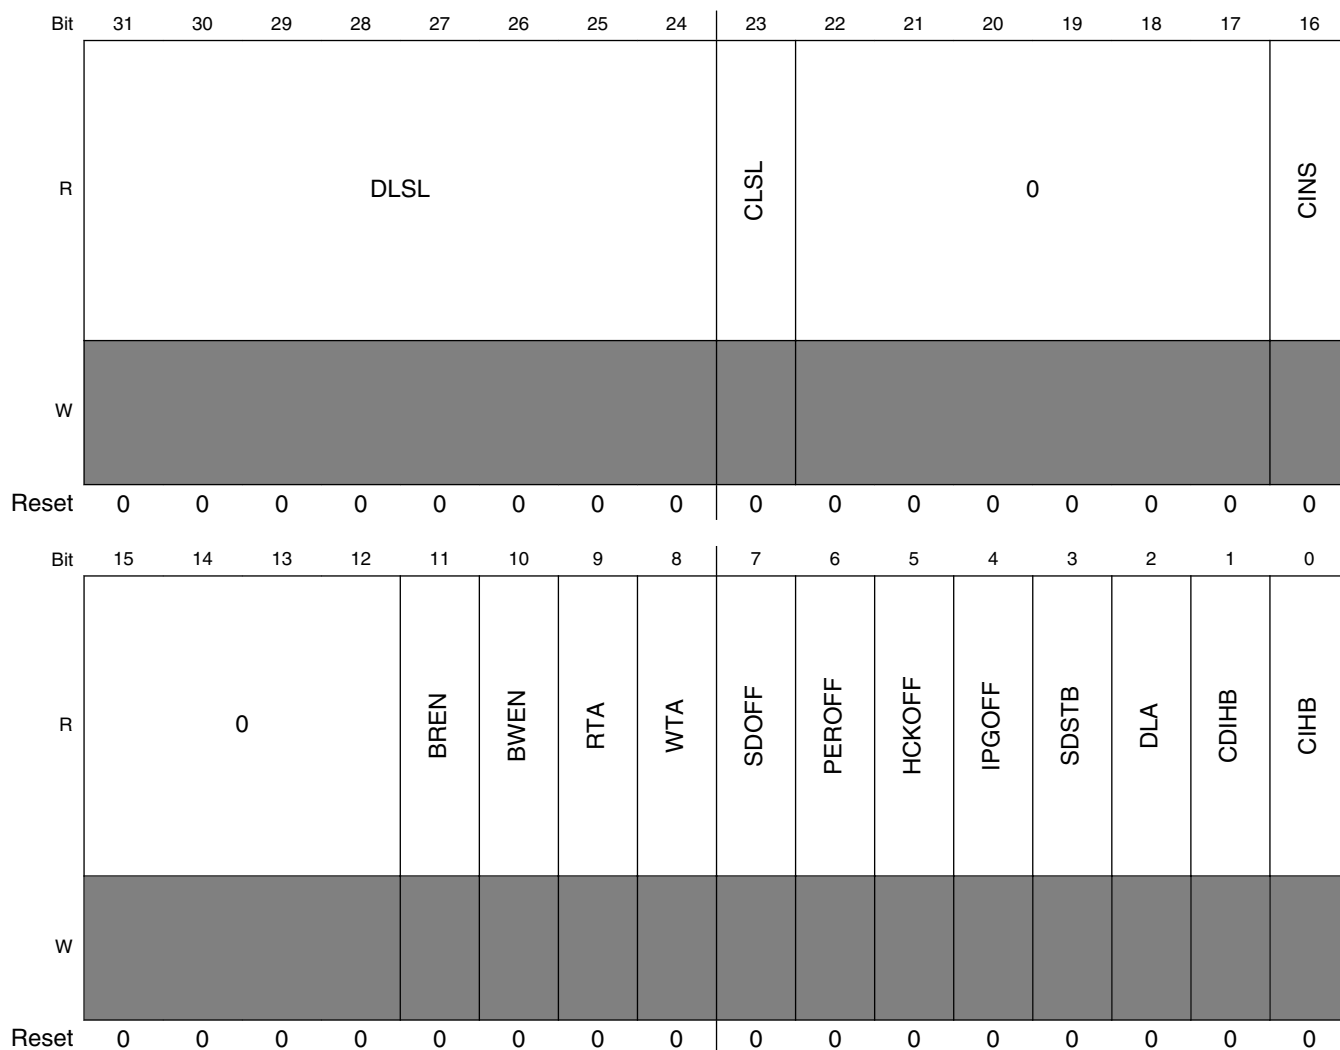 Bit 31 30 29 28 27 26 25 24 23 22 21 20 19 18 17 16
R DLSL CLSL 0 CINS
W
Reset 0 0 0 0 0 0 0 0 0 0 0 0 0 0 0 0
Bit 15 14 13 12 11 10 9 8 7 6 5 4 3 2 1 0
R 0 BREN BWEN RTA WTA SDOFF PEROFF HCKOFF IPGOFF SDSTB DLA CDIHB CIHB
W
Reset 0 0 0 0 0 0 0 0 0 0 0 0 0 0 0 0